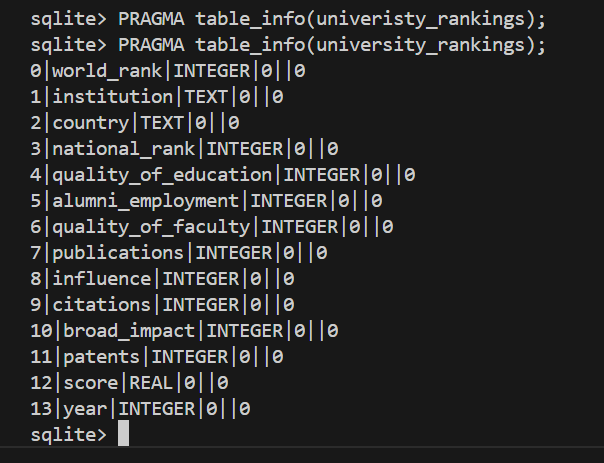 sqlite> PRAGMA table_info(univeristy_rankings);
sqlite> PRAGMA table_info(university_rankings);
0|world_rank|INTEGER|0||0
1|institution|TEXT|0||0
2|country|TEXT|0||0
3|national_rank|INTEGER|0||0
4|quality_of_education|INTEGER|0||0
5|alumni_employment|INTEGER|0||0
6|quality_of_faculty|INTEGER|0||0
7|publications|INTEGER|0||0
8|influence|INTEGER|0||0
9|citations|INTEGER|0||0
10|broad_impact|INTEGER|0||0
11|patents|INTEGER|0||0
12|score|REAL|0||0
13|year|INTEGER|0||0
sqlite>